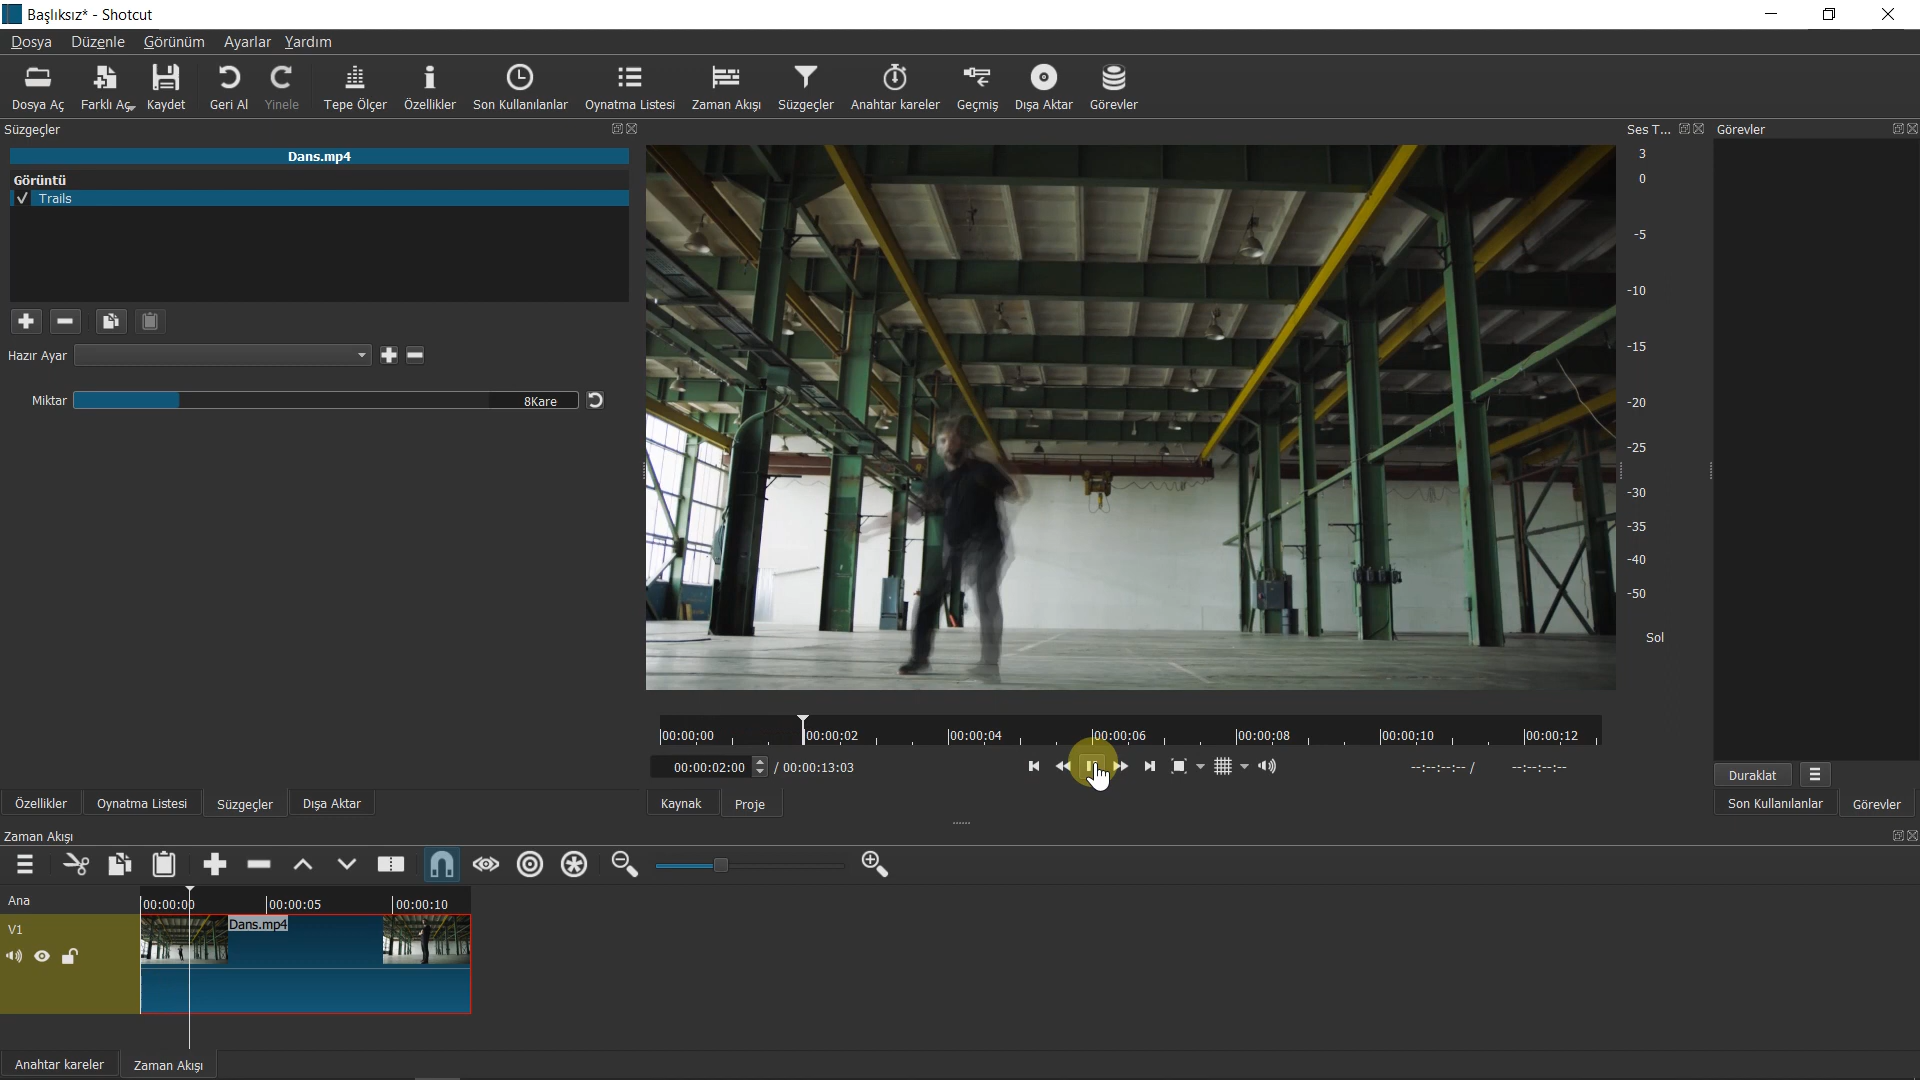 Başlıksız* - Shotcut
Dosya Düzenle Görünüm Ayarlar Yardım
Dosya Aç Farklı Aç Kaydet Geri Al Yinele Tepe Ölçer Özellikler Son Kullanılanlar Oynatma Listesi Zaman Akışı Süzgeçler Anahtar kareler Geçmiş Dışa Aktar Görevler
Süzgeçler
Dans.mp4
Görüntü
Trails
Hazır Ayar
Miktar 8Kare
Özellikler Oynatma Listesi Süzgeçler Dışa Aktar
00:00:00 00:00:02 00:00:04 00:00:06 00:00:08 00:00:10 00:00:12
00:00:02:00 / 00:00:13:03 --:--:--:-- / --:--:--:--
Kaynak Proje
Ses T...
3
0
-5
-10
-15
-20
-25
-30
-35
-40
-50
Sol
Görevler
Duraklat
Son Kullanılanlar Görevler
Zaman Akışı
Ana 00:00:00 00:00:05 00:00:10
V1 Dans.mp4
Anahtar kareler Zaman Akışı